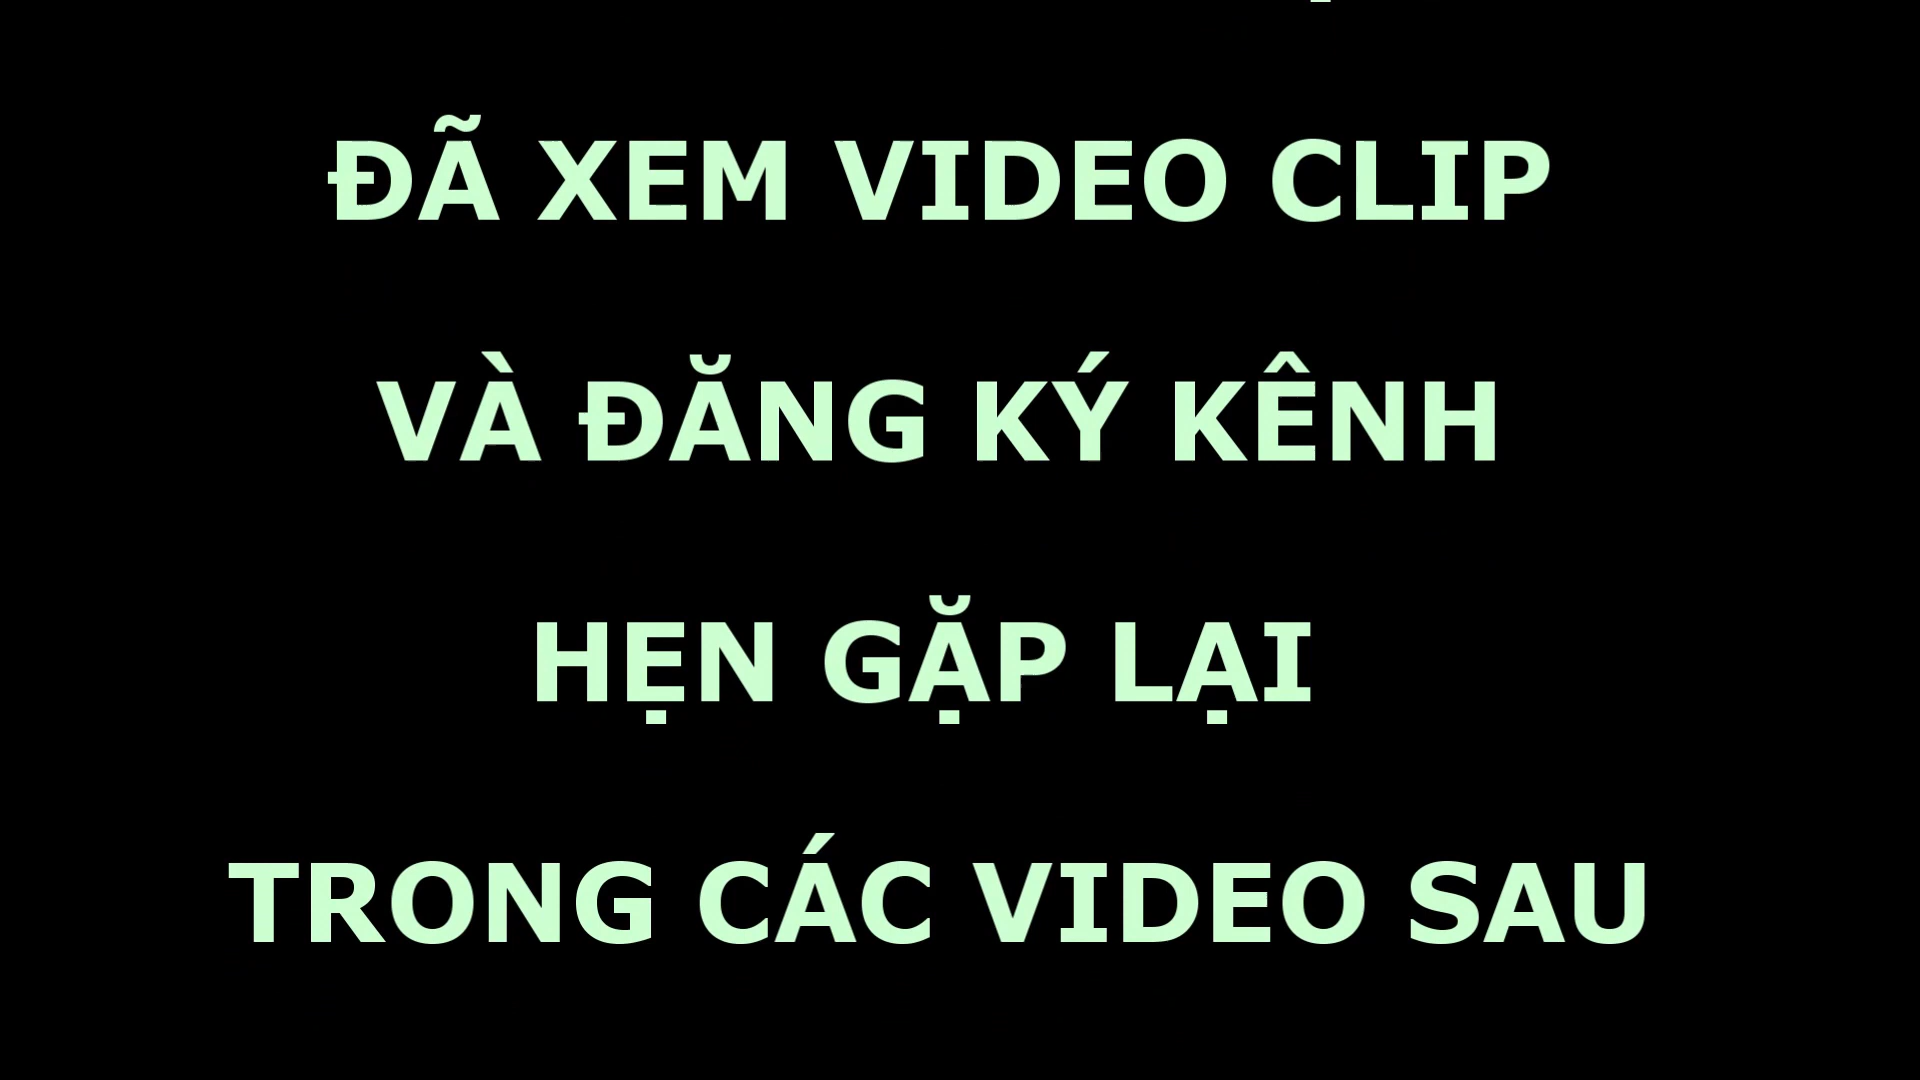 ĐÃ XEM VIDEO CLIP
VÀ ĐĂNG KÝ KÊNH
HẸN GẶP LẠI
TRONG CÁC VIDEO SAU